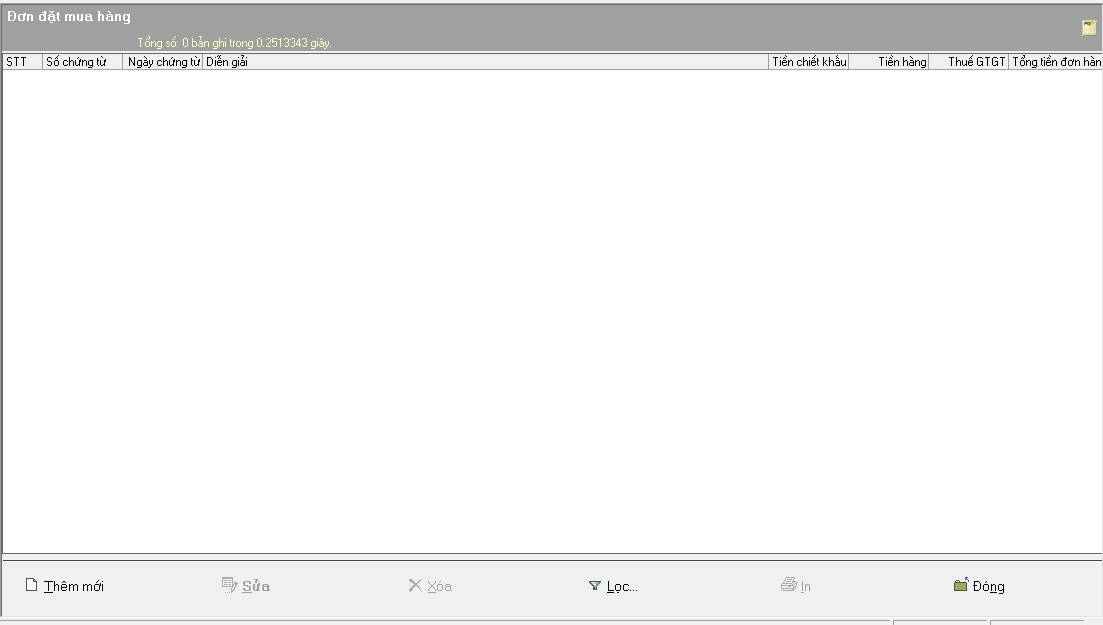 Đơn đặt mua hàng
Tổng số: 0 bản ghi trong 0.2513343 giây.
STT Số chứng từ Ngày chứng từ Diễn giải Tiền chiết khấu Tiền hàng Thuế GTGT Tổng tiền đơn hàn
Thêm mới Sửa Xóa Lọc... In Đóng